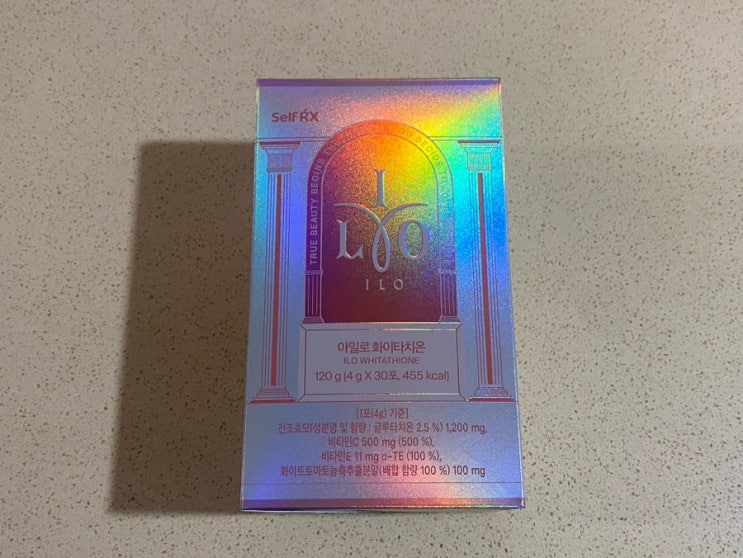 SelFRX
TRUE BEAUTY BEGINS
DECIDE TO
I
L O
ILO
아일로 화이타치온
ILO WHITATHIONE
120 g (4 g X 30포, 455 kcal)
[1포(4g) 기준]
건조효모(성분명 및 함량 : 글루타치온 2.5 %) 1,200 mg,
비타민C 500 mg (500 %),
비타민E 11 mg α-TE (100 %),
화이트토마토농축추출분말(배합 함량 100 %) 100 mg